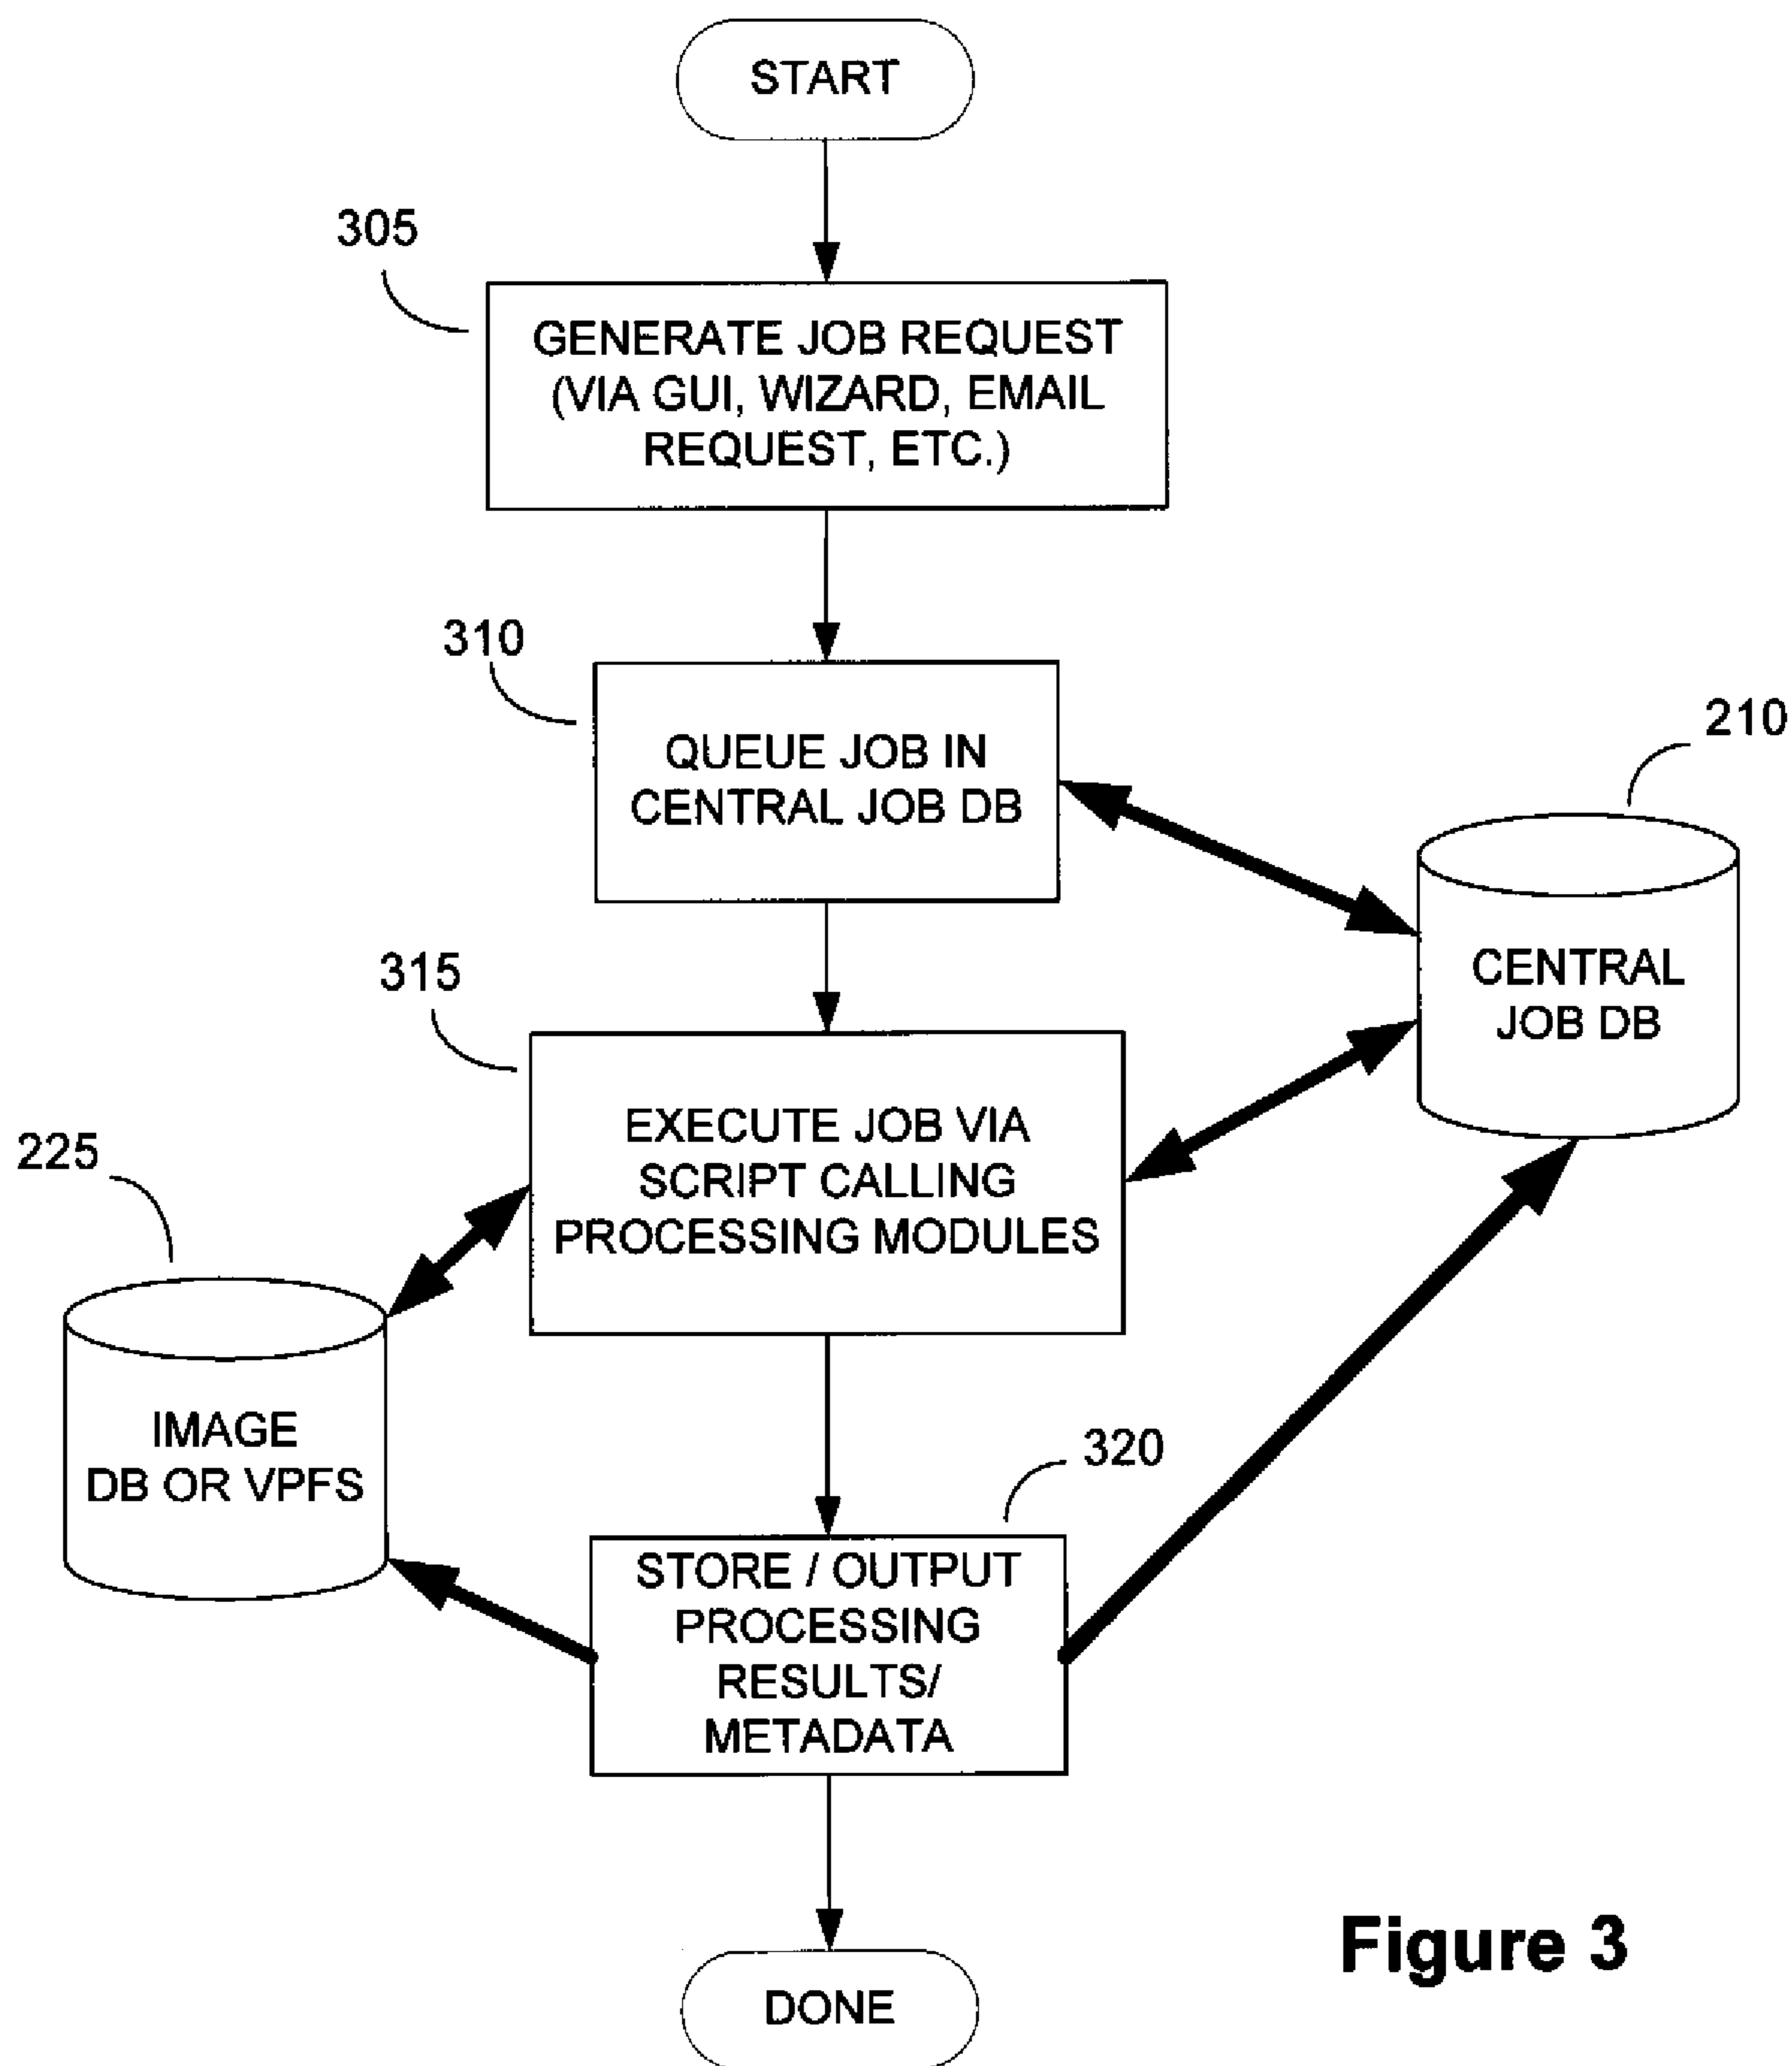 START
305
GENERATE JOB REQUEST
(VIA GUI, WIZARD, EMAIL
REQUEST, ETC.)
310
QUEUE JOB IN
CENTRAL JOB DB
210
CENTRAL
JOB DB
315
EXECUTE JOB VIA
SCRIPT CALLING
PROCESSING MODULES
225
IMAGE
DB OR VPFS
320
STORE / OUTPUT
PROCESSING
RESULTS/
METADATA
DONE
Figure 3